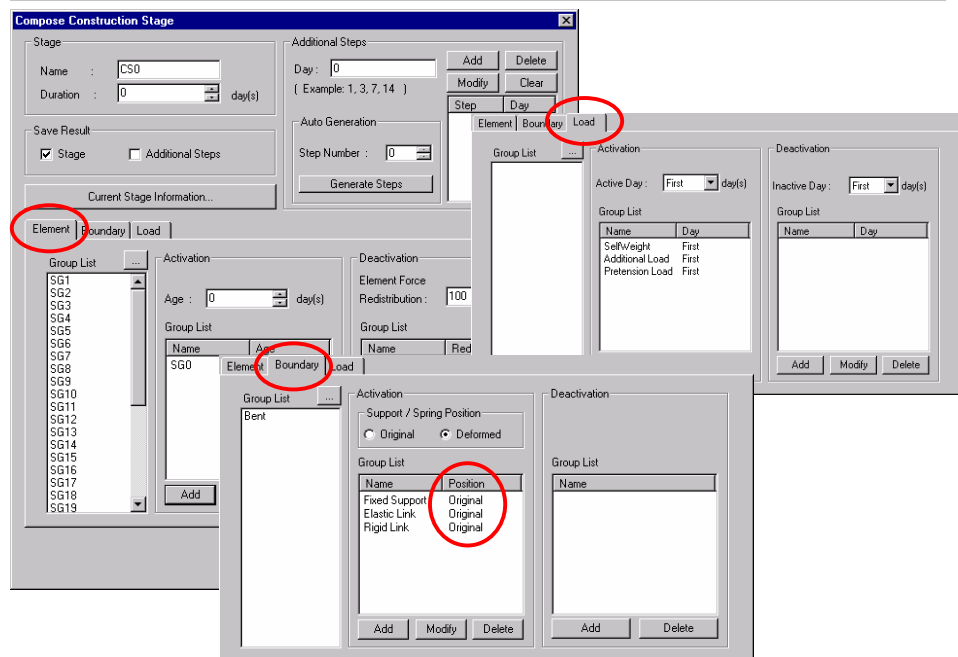 Compose Construction Stage
Stage
Name : CS0
Duration : 0 day(s)
Save Result
Stage Additional Steps
Current Stage Information...
Additional Steps
Day : 0
( Example: 1, 3, 7, 14 )
Auto Generation
Step Number : 0
Generate Steps
Add Delete
Modify Clear
Step Day
Element Boundary Load
Group List ...
SG1
SG2
SG3
SG4
SG5
SG6
SG7
SG8
SG9
SG10
SG11
SG12
SG13
SG14
SG15
SG16
SG17
SG18
SG19
Activation
Age : 0 day(s)
Group List
Name Age
SG0
Add
Deactivation
Element Force
Redistribution : 100
Group List
Name Red
Element Boundary Load
Group List ...
Activation
Active Day : First day(s)
Group List
Name Day
SelfWeight First
Additional Load First
Pretension Load First
Deactivation
Inactive Day : First day(s)
Group List
Name Day
Add Modify Delete
Element Boundary Load
Group List ...
Bent
Activation
Support / Spring Position
Original Deformed
Group List
Name Position
Fixed Support Original
Elastic Link Original
Rigid Link Original
Add Modify Delete
Deactivation
Group List
Name
Add Delete